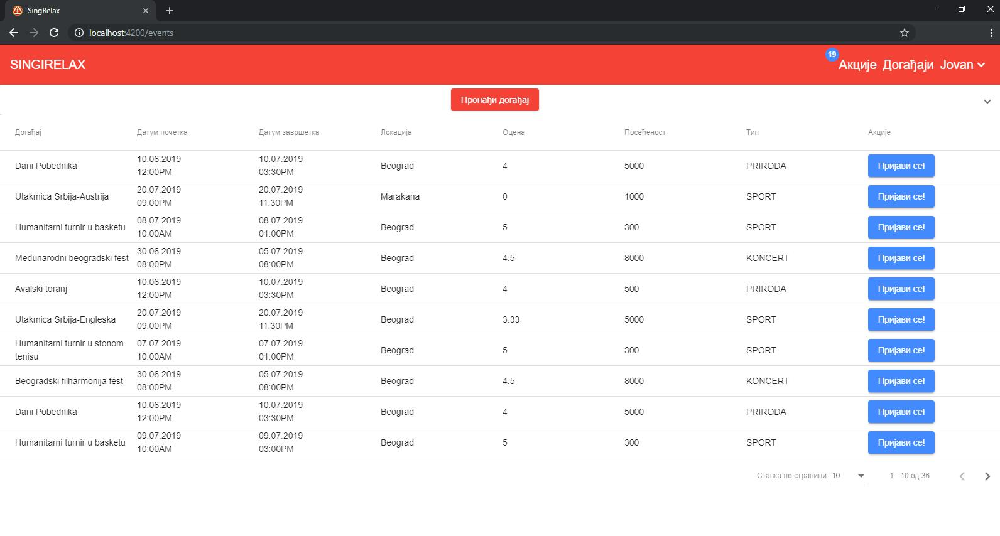 SingRelax
localhost:4200/events
SINGIRELAX
19
Акције Догађаји Jovan
Пронађи догађај
Догађај Датум почетка Датум завршетка Локација Оцена Посећеност Тип Акције
Dani Pobednika 10.06.2019 12:00PM 10.07.2019 03:30PM Beograd 4 5000 PRIRODA Пријави се!
Utakmica Srbija-Austrija 20.07.2019 09:00PM 20.07.2019 11:30PM Marakana 0 1000 SPORT Пријави се!
Humanitarni turnir u basketu 08.07.2019 10:00AM 08.07.2019 01:00PM Beograd 5 300 SPORT Пријави се!
Međunarodni beogradski fest 30.06.2019 08:00PM 05.07.2019 08:00PM Beograd 4.5 8000 KONCERT Пријави се!
Avalski toranj 10.06.2019 12:00PM 10.07.2019 03:30PM Beograd 4 500 PRIRODA Пријави се!
Utakmica Srbija-Engleska 20.07.2019 09:00PM 20.07.2019 11:30PM Beograd 3.33 5000 SPORT Пријави се!
Humanitarni turnir u stonom tenisu 07.07.2019 10:00AM 07.07.2019 01:00PM Beograd 5 300 SPORT Пријави се!
Beogradski filharmonija fest 30.06.2019 08:00PM 05.07.2019 08:00PM Beograd 4.5 8000 KONCERT Пријави се!
Dani Pobednika 10.06.2019 12:00PM 10.07.2019 03:30PM Beograd 4 5000 PRIRODA Пријави се!
Humanitarni turnir u basketu 09.07.2019 10:00AM 09.07.2019 03:00PM Beograd 5 300 SPORT Пријави се!
Ставка по страници 10 1 - 10 од 36